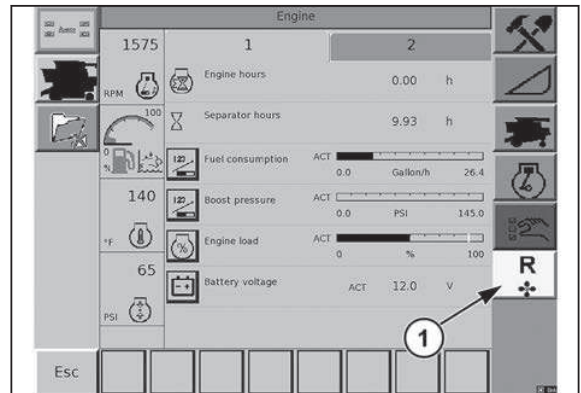 Engine
1575
RPM
1
2
Engine hours
0.00 h
Separator hours
9.93 h
100
0
%
Fuel consumption
ACT
0.0 Gallon/h 26.4
123
140
°F
Boost pressure
ACT
0.0 PSI 145.0
123
Engine load
ACT
0 % 100
(%)
65
PSI
Battery voltage
ACT 12.0 V
R
1
Esc